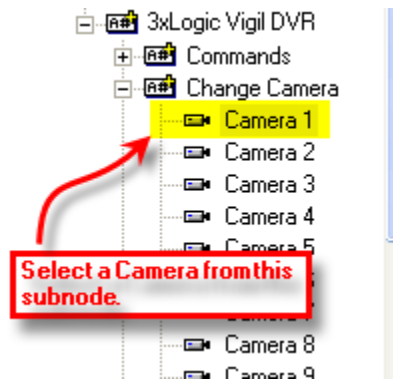 3xLogic Vigil DVR
Commands
Change Camera
Camera 1
Camera 2
Camera 3
Camera 4
Camera 5
Select a Camera from this
subnode.
Camera 8
Camera 9